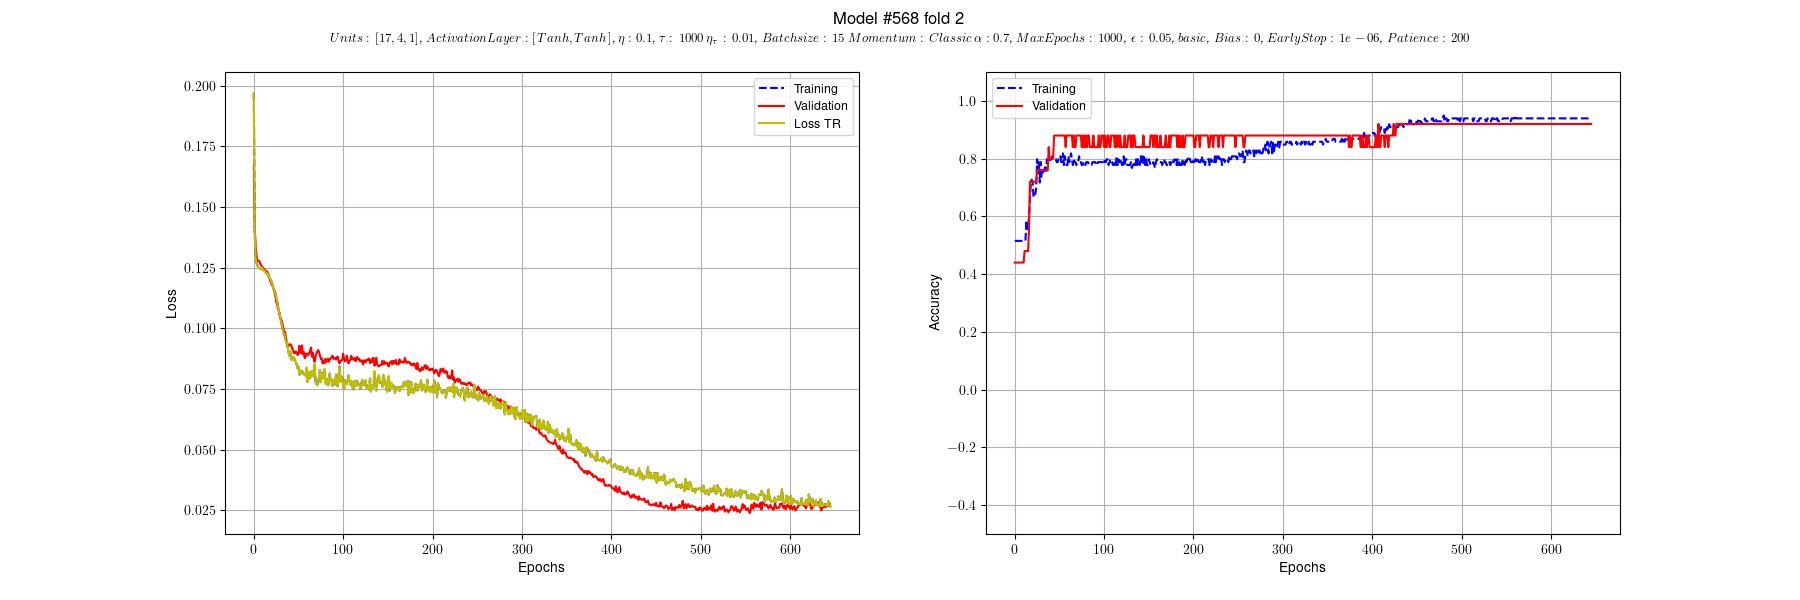 Model #568 fold 2
Units : [17, 4, 1], ActivationLayer : [Tanh, Tanh], η : 0.1, τ : 1000 η_τ : 0.01, Batchsize : 15 Momentum : Classic α : 0.7, MaxEpochs : 1000, ϵ : 0.05, basic, Bias : 0, EarlyStop : 1e − 06, Patience : 200
Training
Validation
Loss TR
0.200
0.175
0.150
0.125
0.100
0.075
0.050
0.025
Loss
0 100 200 300 400 500 600
Epochs
Training
Validation
1.0
0.8
0.6
0.4
0.2
0.0
−0.2
−0.4
Accuracy
0 100 200 300 400 500 600
Epochs